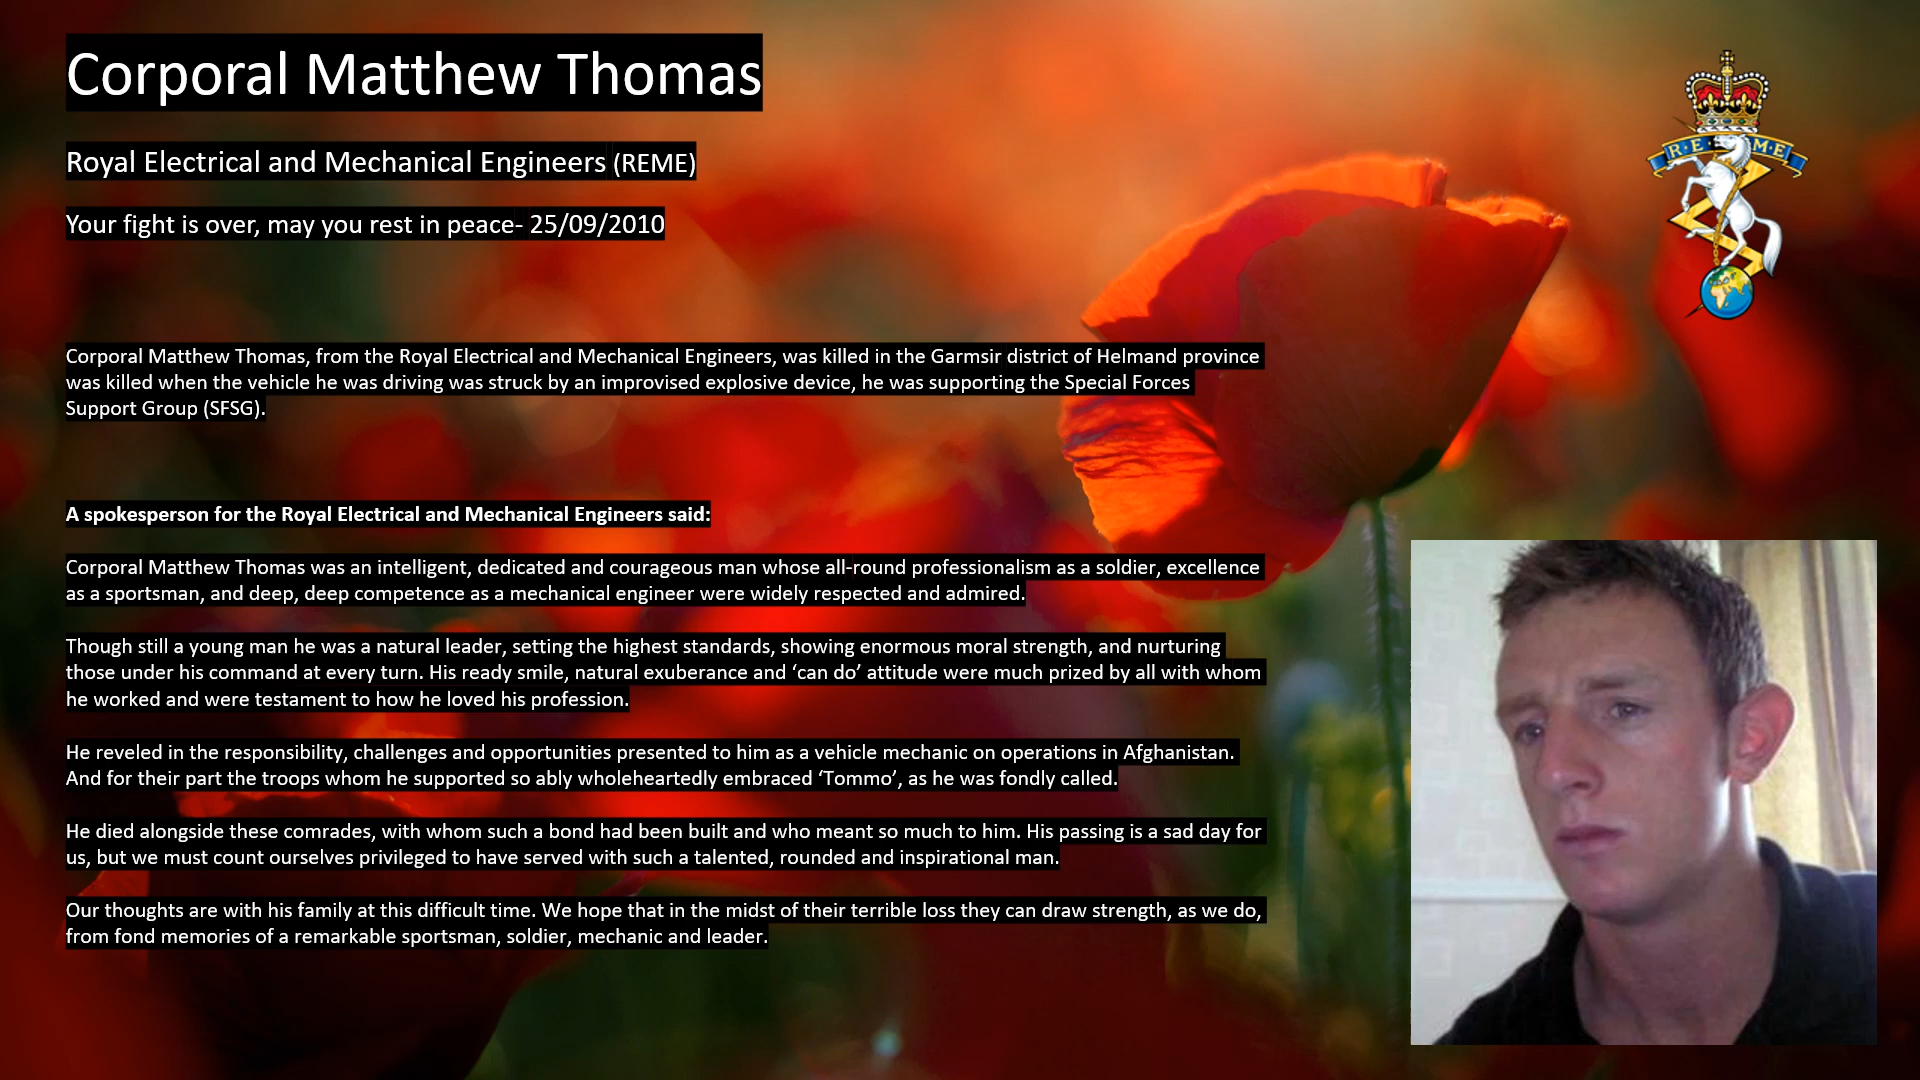 Corporal Matthew Thomas
R·E·M·E
Royal Electrical and Mechanical Engineers (REME)
Your fight is over, may you rest in peace- 25/09/2010
Corporal Matthew Thomas, from the Royal Electrical and Mechanical Engineers, was killed in the Garmsir district of Helmand province
was killed when the vehicle he was driving was struck by an improvised explosive device, he was supporting the Special Forces
Support Group (SFSG).
A spokesperson for the Royal Electrical and Mechanical Engineers said:
Corporal Matthew Thomas was an intelligent, dedicated and courageous man whose all-round professionalism as a soldier, excellence
as a sportsman, and deep, deep competence as a mechanical engineer were widely respected and admired.
Though still a young man he was a natural leader, setting the highest standards, showing enormous moral strength, and nurturing
those under his command at every turn. His ready smile, natural exuberance and ‘can do’ attitude were much prized by all with whom
he worked and were testament to how he loved his profession.
He reveled in the responsibility, challenges and opportunities presented to him as a vehicle mechanic on operations in Afghanistan.
And for their part the troops whom he supported so ably wholeheartedly embraced ‘Tommo’, as he was fondly called.
He died alongside these comrades, with whom such a bond had been built and who meant so much to him. His passing is a sad day for
us, but we must count ourselves privileged to have served with such a talented, rounded and inspirational man.
Our thoughts are with his family at this difficult time. We hope that in the midst of their terrible loss they can draw strength, as we do,
from fond memories of a remarkable sportsman, soldier, mechanic and leader.